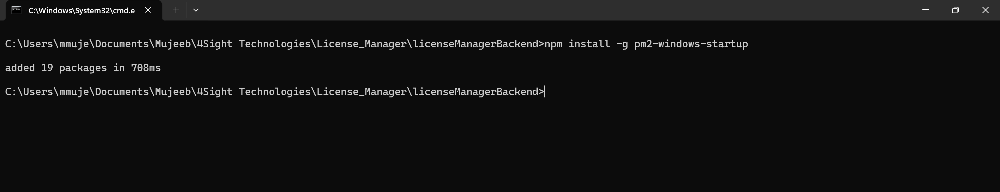 C:\Windows\System32\cmd.e
C:\Users\mmuje\Documents\Mujeeb\4Sight Technologies\License_Manager\licenseManagerBackend>npm install -g pm2-windows-startup
added 19 packages in 708ms
C:\Users\mmuje\Documents\Mujeeb\4Sight Technologies\License_Manager\licenseManagerBackend>